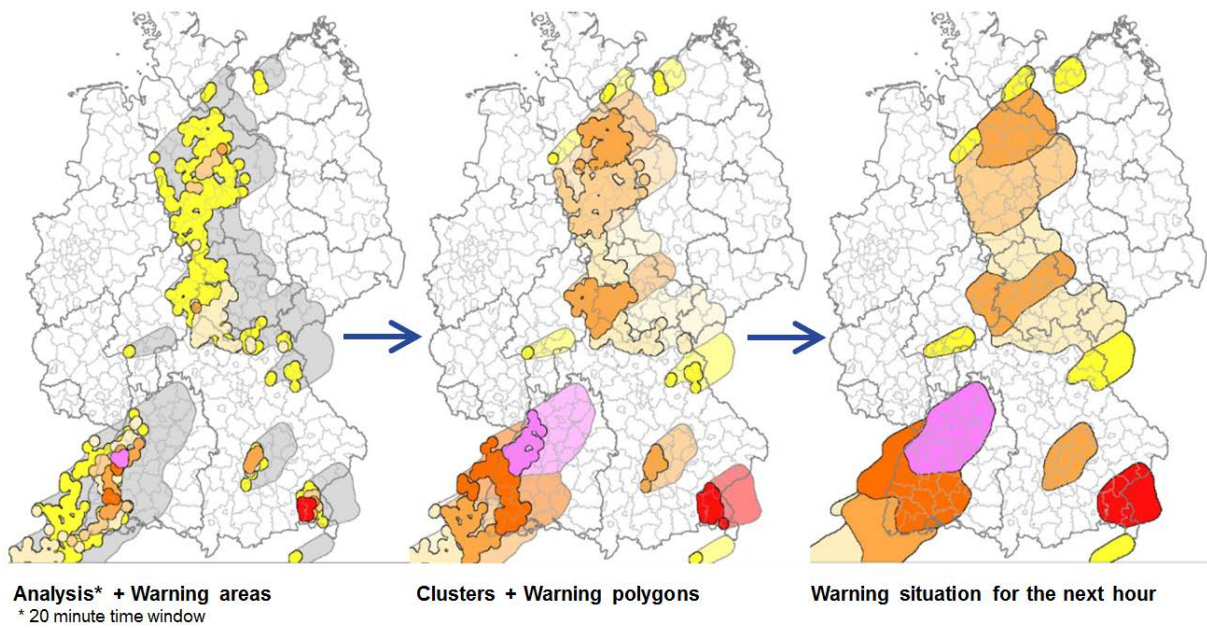 Analysis* + Warning areas
* 20 minute time window
Clusters + Warning polygons
Warning situation for the next hour